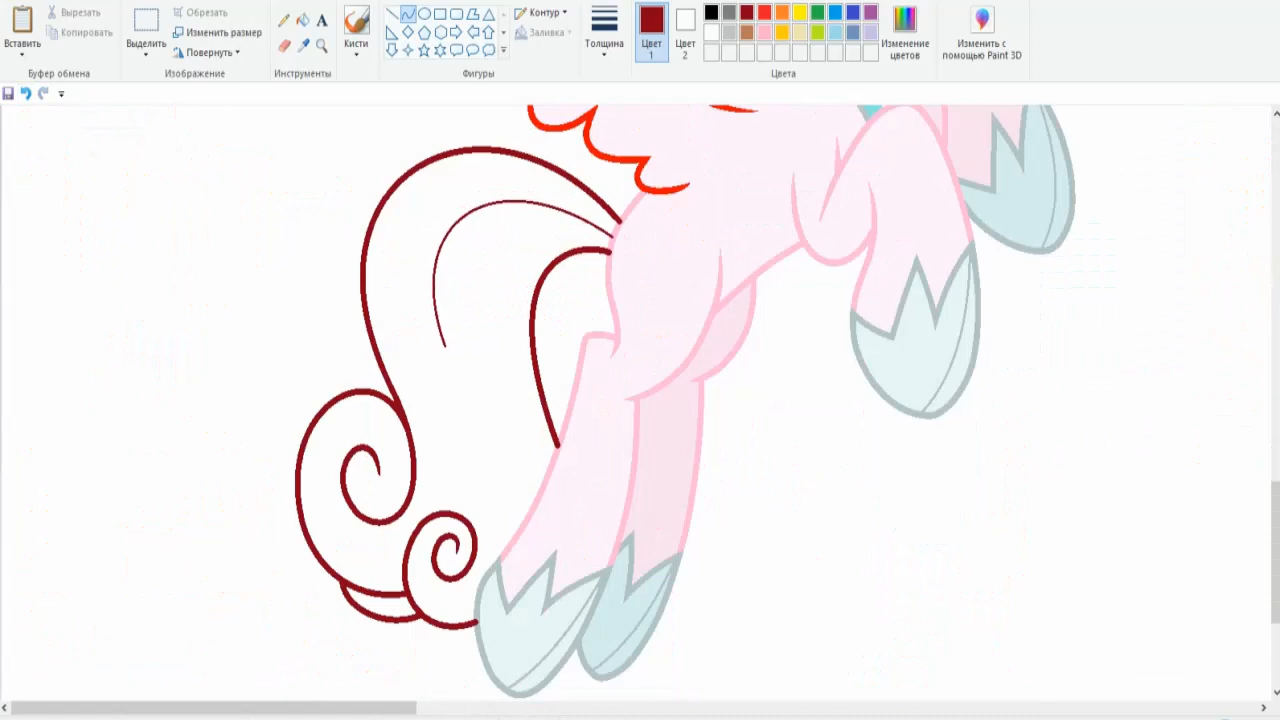 Вставить
Вырезать
Копировать
Буфер обмена
Выделить
Обрезать
Изменить размер
Повернуть
Изображение
A
Инструменты
Кисти
Контур
Заливка
Фигуры
Толщина
Цвет
1
Цвет
2
Цвета
Изменение
цветов
Изменить с
помощью Paint 3D